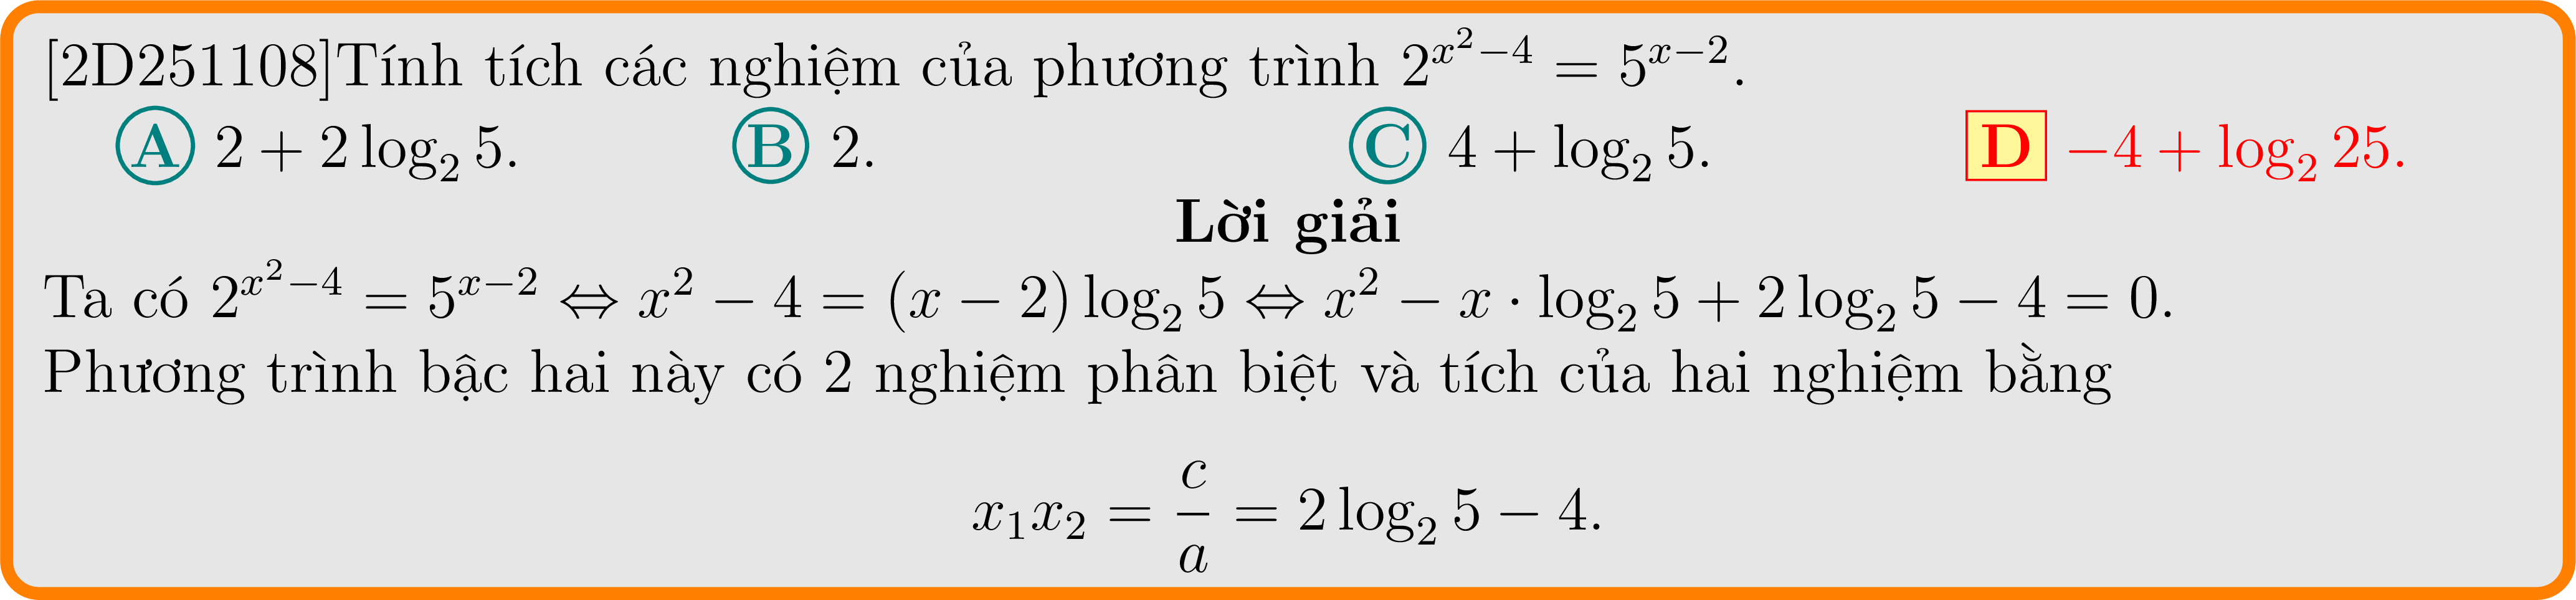 [2D251108]Tính tích các nghiệm của phương trình $2^{x^2-4} = 5^{x-2}$.
A $2 + 2\log_2 5$. B $2$. C $4 + \log_2 5$. D $-4 + \log_2 25$.
Lời giải
Ta có $2^{x^2-4} = 5^{x-2} \Leftrightarrow x^2 - 4 = (x - 2)\log_2 5 \Leftrightarrow x^2 - x \cdot \log_2 5 + 2\log_2 5 - 4 = 0$.
Phương trình bậc hai này có 2 nghiệm phân biệt và tích của hai nghiệm bằng
$x_1x_2 = \dfrac{c}{a} = 2\log_2 5 - 4.$